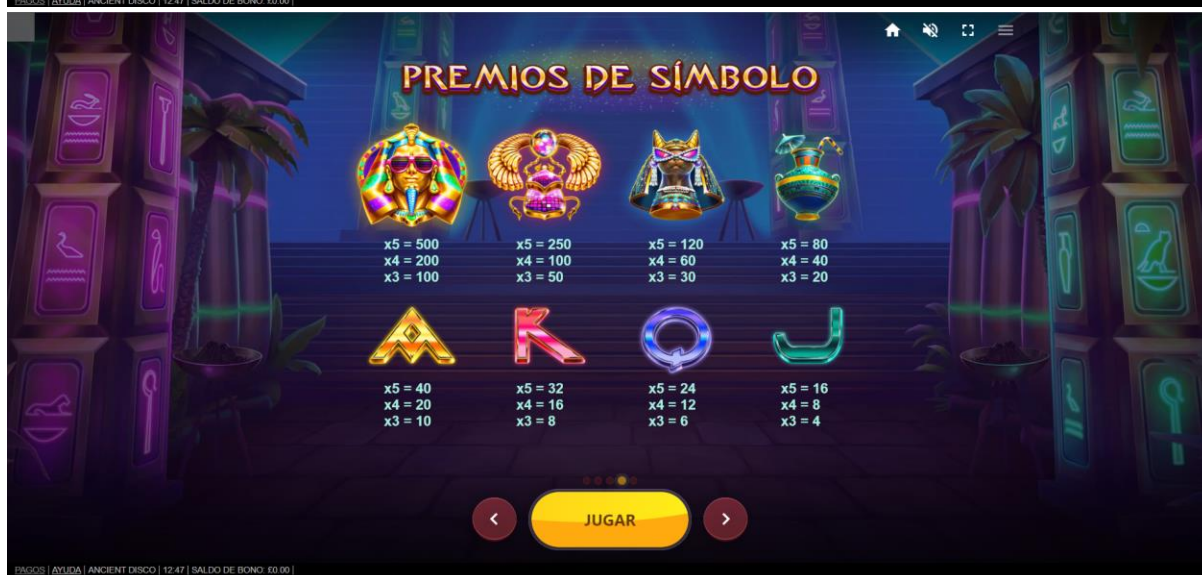 PAGOS | AYUDA | ANCIENT DISCO | 12:47 | SALDO DE BONO: £0.00 |
PREMIOS DE SÍMBOLO
x5 = 500
x4 = 200
x3 = 100
x5 = 250
x4 = 100
x3 = 50
x5 = 120
x4 = 60
x3 = 30
x5 = 80
x4 = 40
x3 = 20
A
K
Q
J
x5 = 40
x4 = 20
x3 = 10
x5 = 32
x4 = 16
x3 = 8
x5 = 24
x4 = 12
x3 = 6
x5 = 16
x4 = 8
x3 = 4
JUGAR
PAGOS | AYUDA | ANCIENT DISCO | 12:47 | SALDO DE BONO: £0.00 |